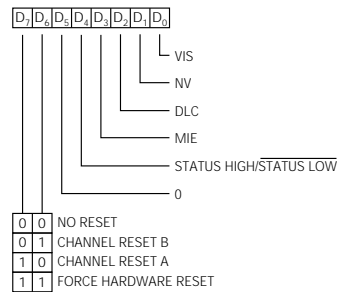 D₇ D₆ D₅ D₄ D₃ D₂ D₁ D₀
VIS
NV
DLC
MIE
STATUS HIGH/STATUS LOW
0
0 0 NO RESET
0 1 CHANNEL RESET B
1 0 CHANNEL RESET A
1 1 FORCE HARDWARE RESET